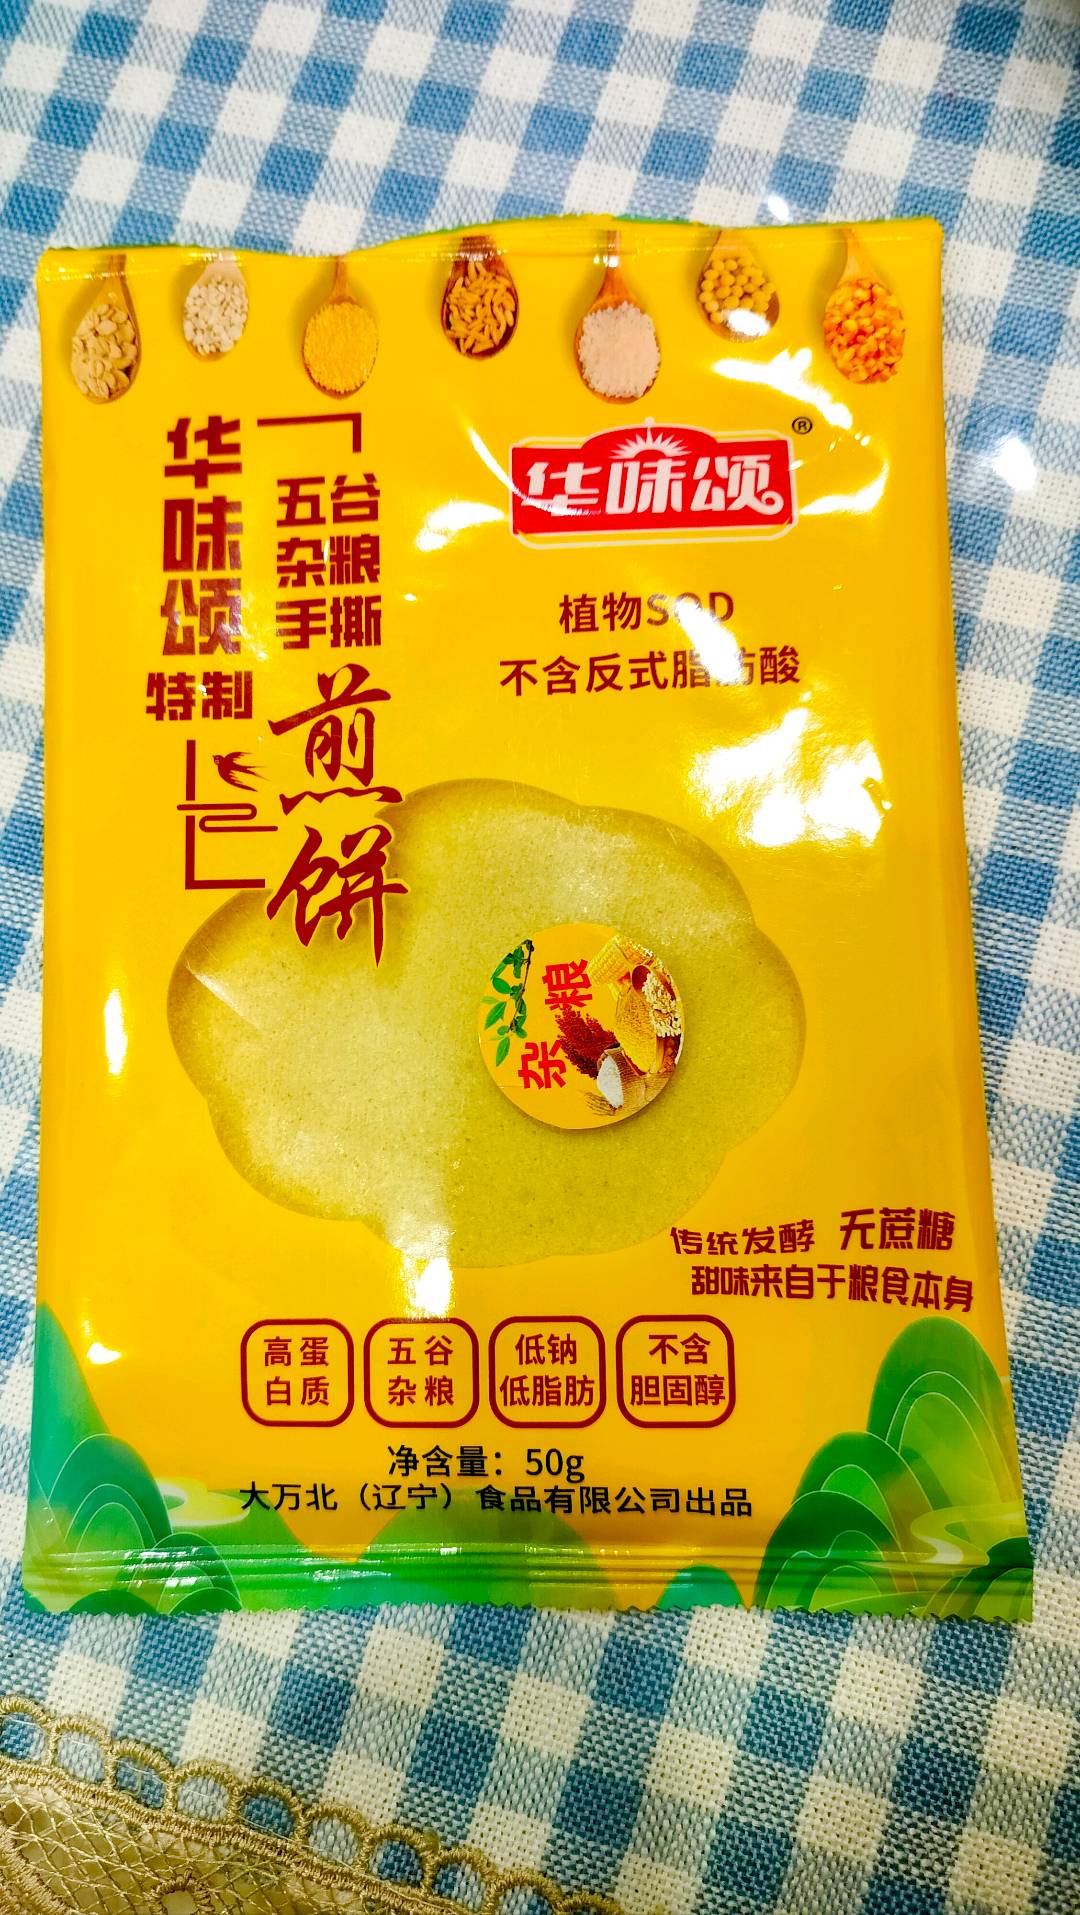 华味颂
特制
五谷
杂粮
手撕
煎饼
华味颂®
植物SOD
不含反式脂肪酸
杂粮
传统发酵 无蔗糖
甜味来自于粮食本身
高蛋
白质
五谷
杂粮
低钠
低脂肪
不含
胆固醇
净含量：50g
大万北（辽宁）食品有限公司出品